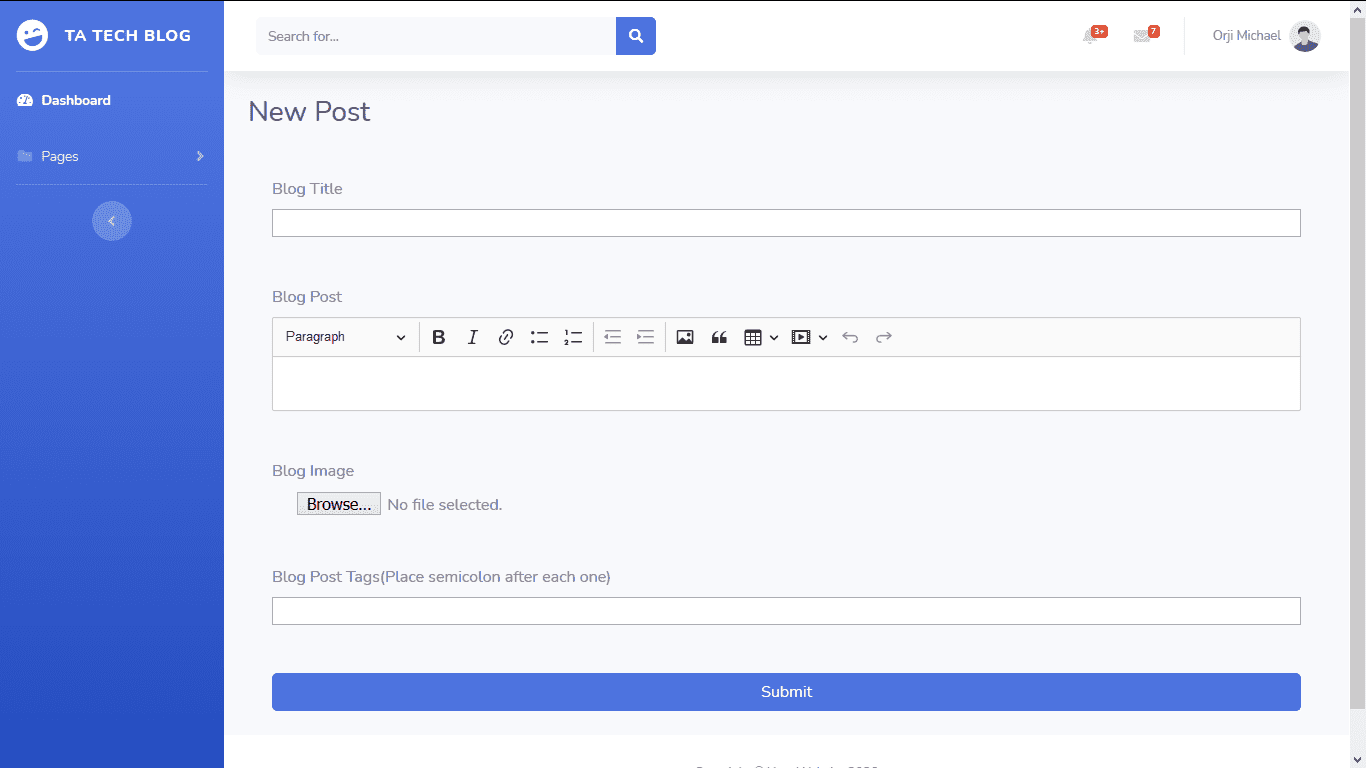 TA TECH BLOG
Search for...
3+
7
Orji Michael
Dashboard
Pages
New Post
Blog Title
Blog Post
Paragraph
B I
Blog Image
Browse... No file selected.
Blog Post Tags(Place semicolon after each one)
Submit